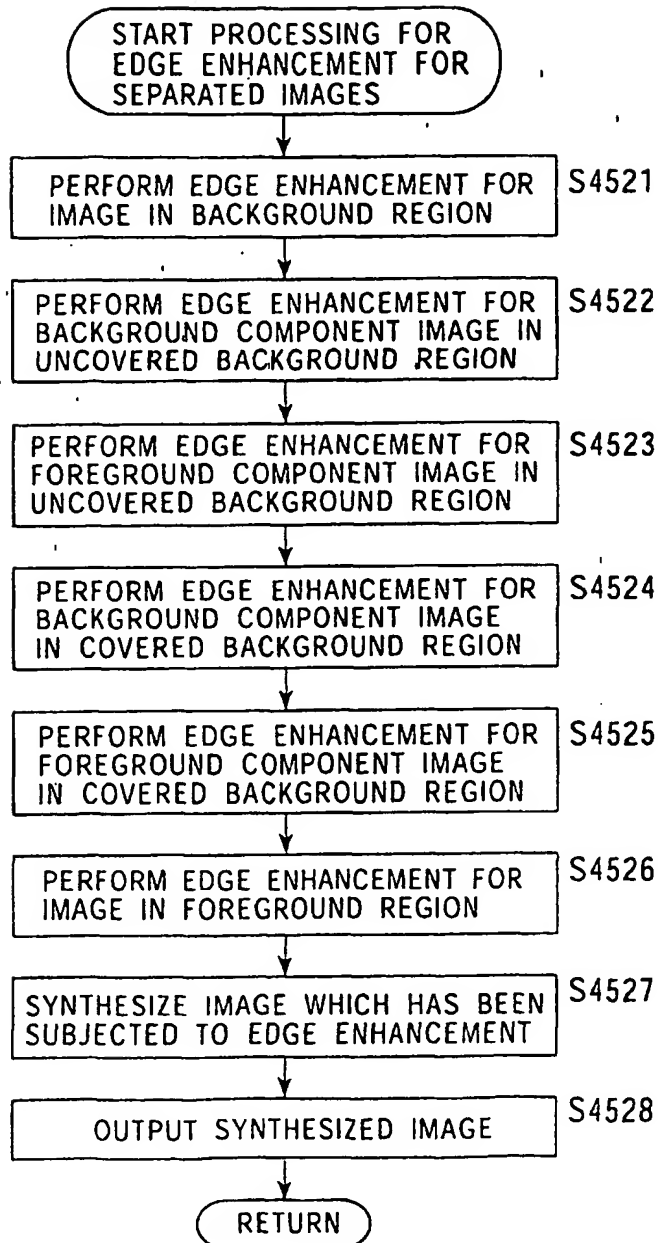 START PROCESSING FOR
EDGE ENHANCEMENT FOR
SEPARATED IMAGES
PERFORM EDGE ENHANCEMENT FOR
IMAGE IN BACKGROUND REGION
S4521
PERFORM EDGE ENHANCEMENT FOR
BACKGROUND COMPONENT IMAGE IN
UNCOVERED BACKGROUND REGION
S4522
PERFORM EDGE ENHANCEMENT FOR
FOREGROUND COMPONENT IMAGE IN
UNCOVERED BACKGROUND REGION
S4523
PERFORM EDGE ENHANCEMENT FOR
BACKGROUND COMPONENT IMAGE
IN COVERED BACKGROUND REGION
S4524
PERFORM EDGE ENHANCEMENT FOR
FOREGROUND COMPONENT IMAGE
IN COVERED BACKGROUND REGION
S4525
PERFORM EDGE ENHANCEMENT FOR
IMAGE IN FOREGROUND REGION
S4526
SYNTHESIZE IMAGE WHICH HAS BEEN
SUBJECTED TO EDGE ENHANCEMENT
S4527
OUTPUT SYNTHESIZED IMAGE
S4528
RETURN